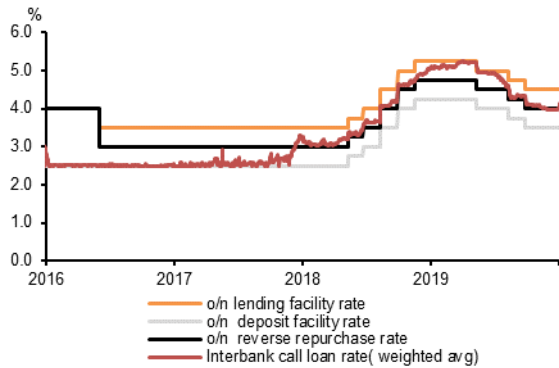 %
6.0
5.0
4.0
3.0
2.0
1.0
0.0
2016 2017 2018 2019
o/n lending facility rate
o/n deposit facility rate
o/n reverse repurchase rate
Interbank call loan rate( weighted avg)